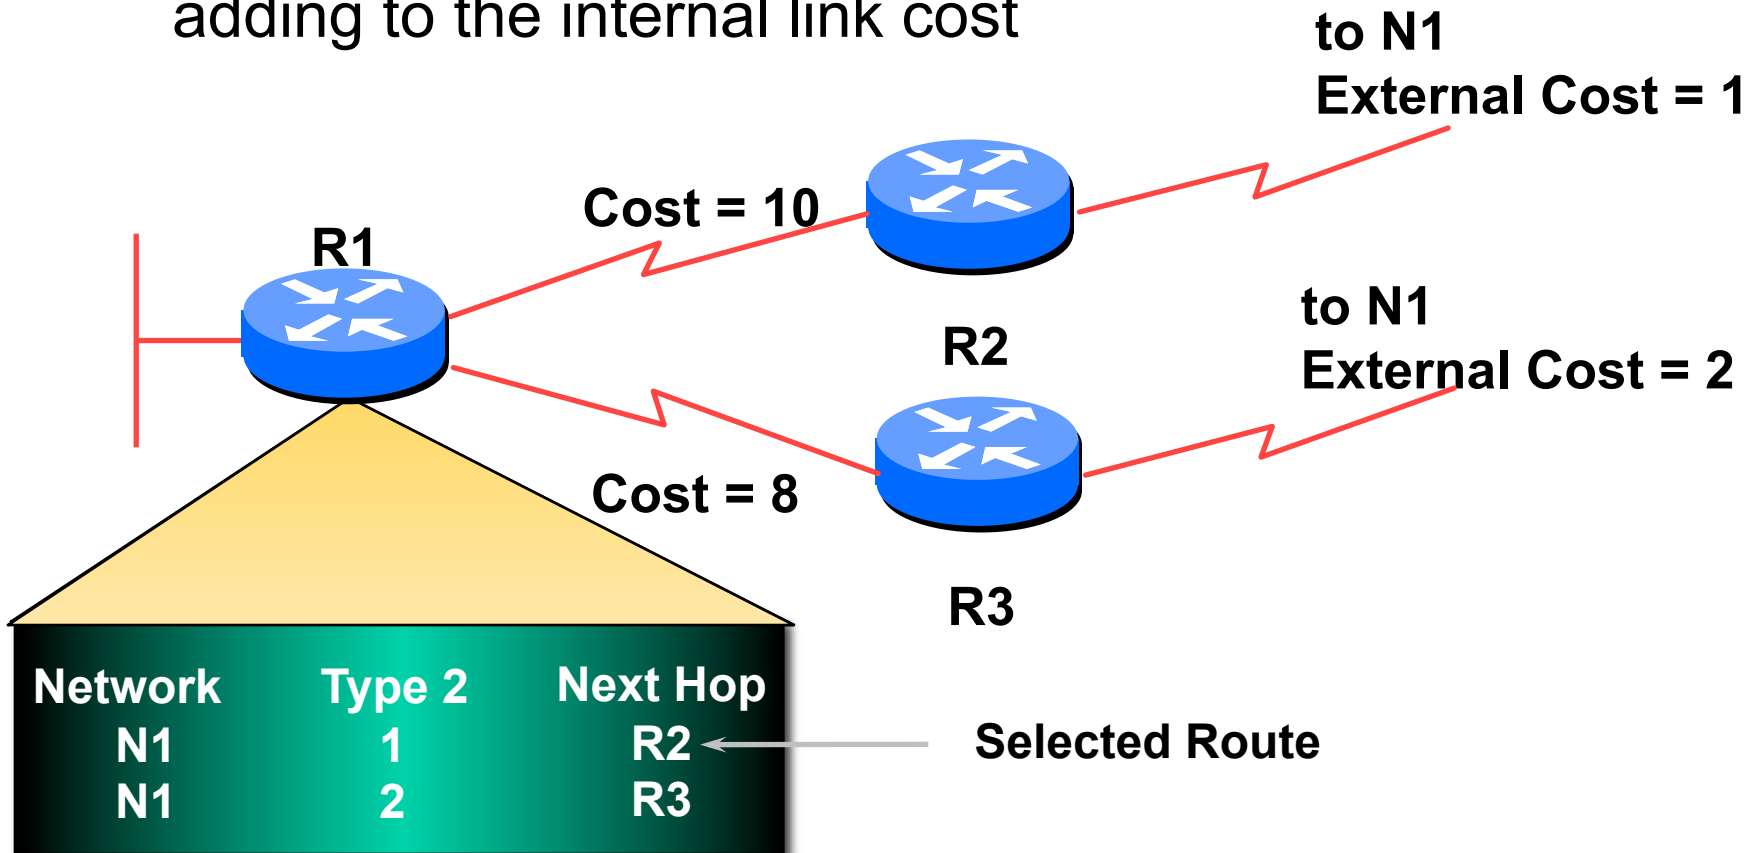 adding to the internal link cost
to N1
External Cost = 1
Cost = 10
R1
R2
to N1
External Cost = 2
Cost = 8
R3
Network Type 2 Next Hop
N1 1 R2
Selected Route
N1 2 R3